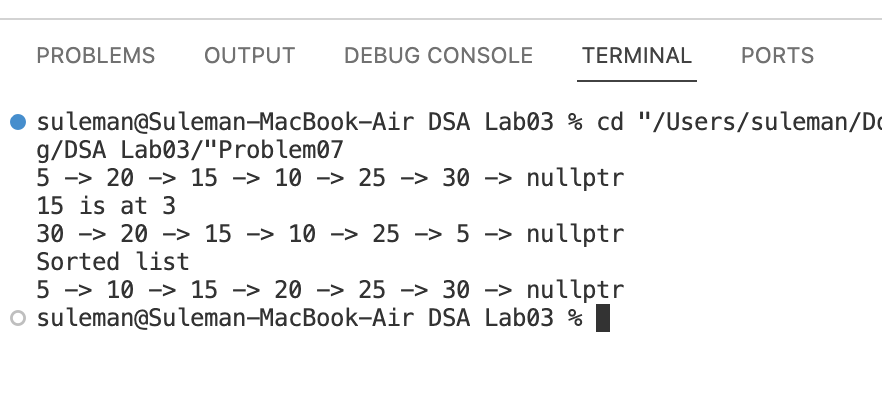 PROBLEMS OUTPUT DEBUG CONSOLE TERMINAL PORTS
suleman@Suleman-MacBook-Air DSA Lab03 % cd "/Users/suleman/Do
g/DSA Lab03/"Problem07
5 -> 20 -> 15 -> 10 -> 25 -> 30 -> nullptr
15 is at 3
30 -> 20 -> 15 -> 10 -> 25 -> 5 -> nullptr
Sorted list
5 -> 10 -> 15 -> 20 -> 25 -> 30 -> nullptr
suleman@Suleman-MacBook-Air DSA Lab03 %